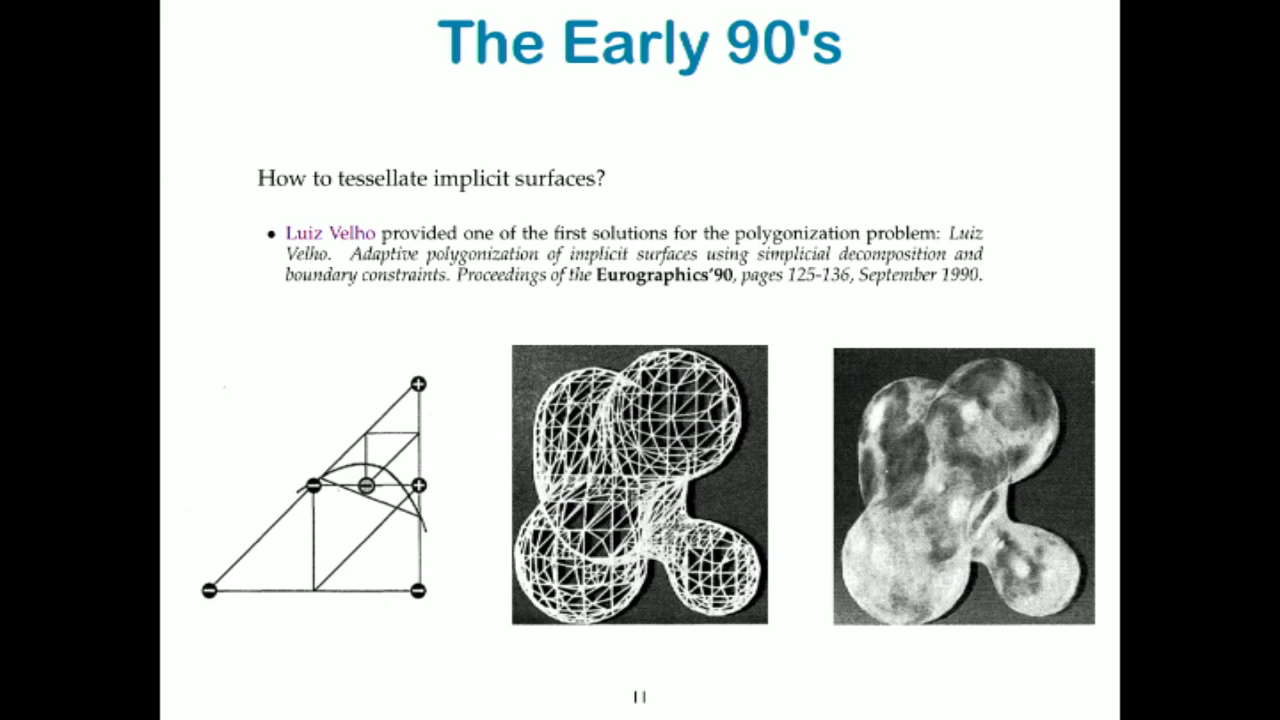 The Early 90's
How to tessellate implicit surfaces?
• Luiz Velho provided one of the first solutions for the polygonization problem: Luiz
Velho. Adaptive polygonization of implicit surfaces using simplicial decomposition and
boundary constraints. Proceedings of the Eurographics'90, pages 125-136, September 1990.
11